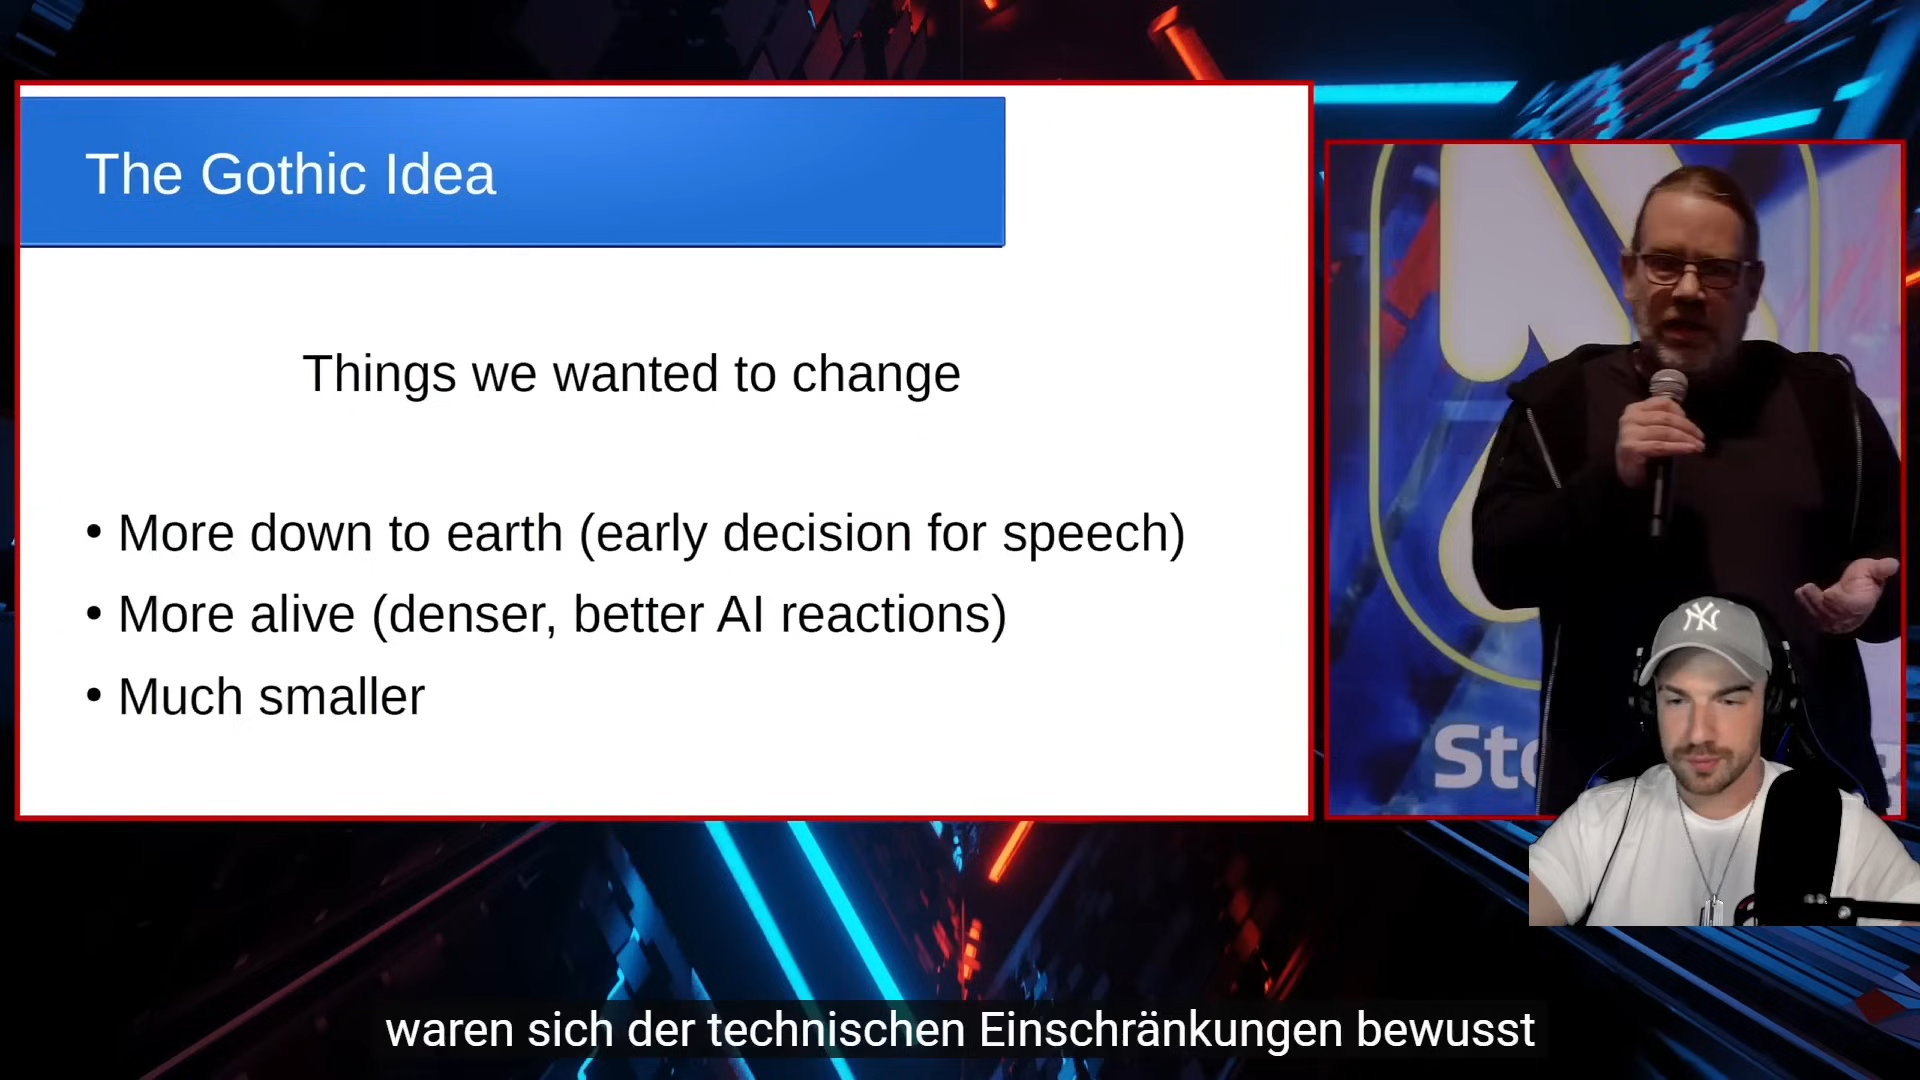 The Gothic Idea
Things we wanted to change
• More down to earth (early decision for speech)
• More alive (denser, better AI reactions)
• Much smaller
NY
waren sich der technischen Einschränkungen bewusst